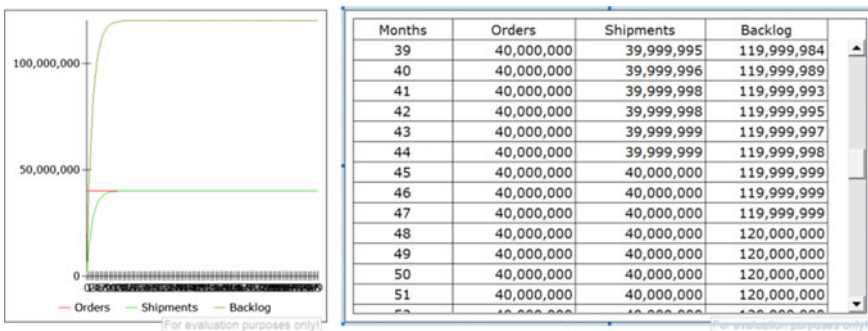 100,000,000
50,000,000
0
Orders Shipments Backlog
[For evaluation purposes only!]
Months Orders Shipments Backlog
39 40,000,000 39,999,995 119,999,984
40 40,000,000 39,999,996 119,999,989
41 40,000,000 39,999,998 119,999,993
42 40,000,000 39,999,998 119,999,995
43 40,000,000 39,999,999 119,999,997
44 40,000,000 39,999,999 119,999,998
45 40,000,000 40,000,000 119,999,999
46 40,000,000 40,000,000 119,999,999
47 40,000,000 40,000,000 119,999,999
48 40,000,000 40,000,000 120,000,000
49 40,000,000 40,000,000 120,000,000
50 40,000,000 40,000,000 120,000,000
51 40,000,000 40,000,000 120,000,000
[For evaluation purposes only!